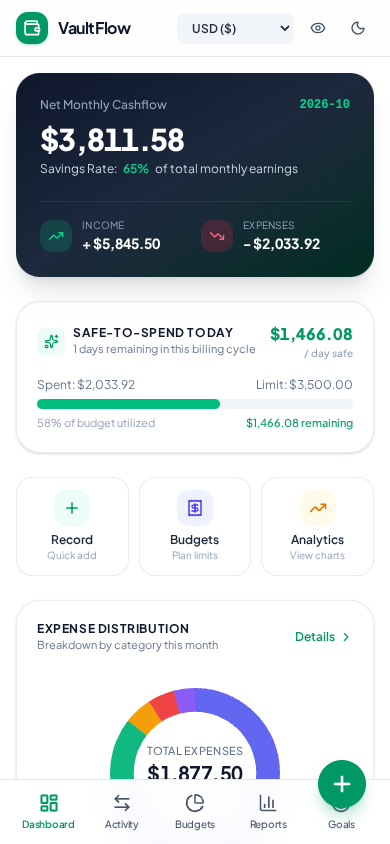 VaultFlow
USD ($)
Net Monthly Cashflow
2026-10
$3,811.58
Savings Rate: 65% of total monthly earnings
INCOME
+$5,845.50
EXPENSES
-$2,033.92
SAFE-TO-SPEND TODAY
1 days remaining in this billing cycle
$1,466.08
/ day safe
Spent: $2,033.92
Limit: $3,500.00
58% of budget utilized
$1,466.08 remaining
Record
Quick add
Budgets
Plan limits
Analytics
View charts
EXPENSE DISTRIBUTION
Breakdown by category this month
Details
TOTAL EXPENSES
$1,877.50
Dashboard
Activity
Budgets
Reports
Goals